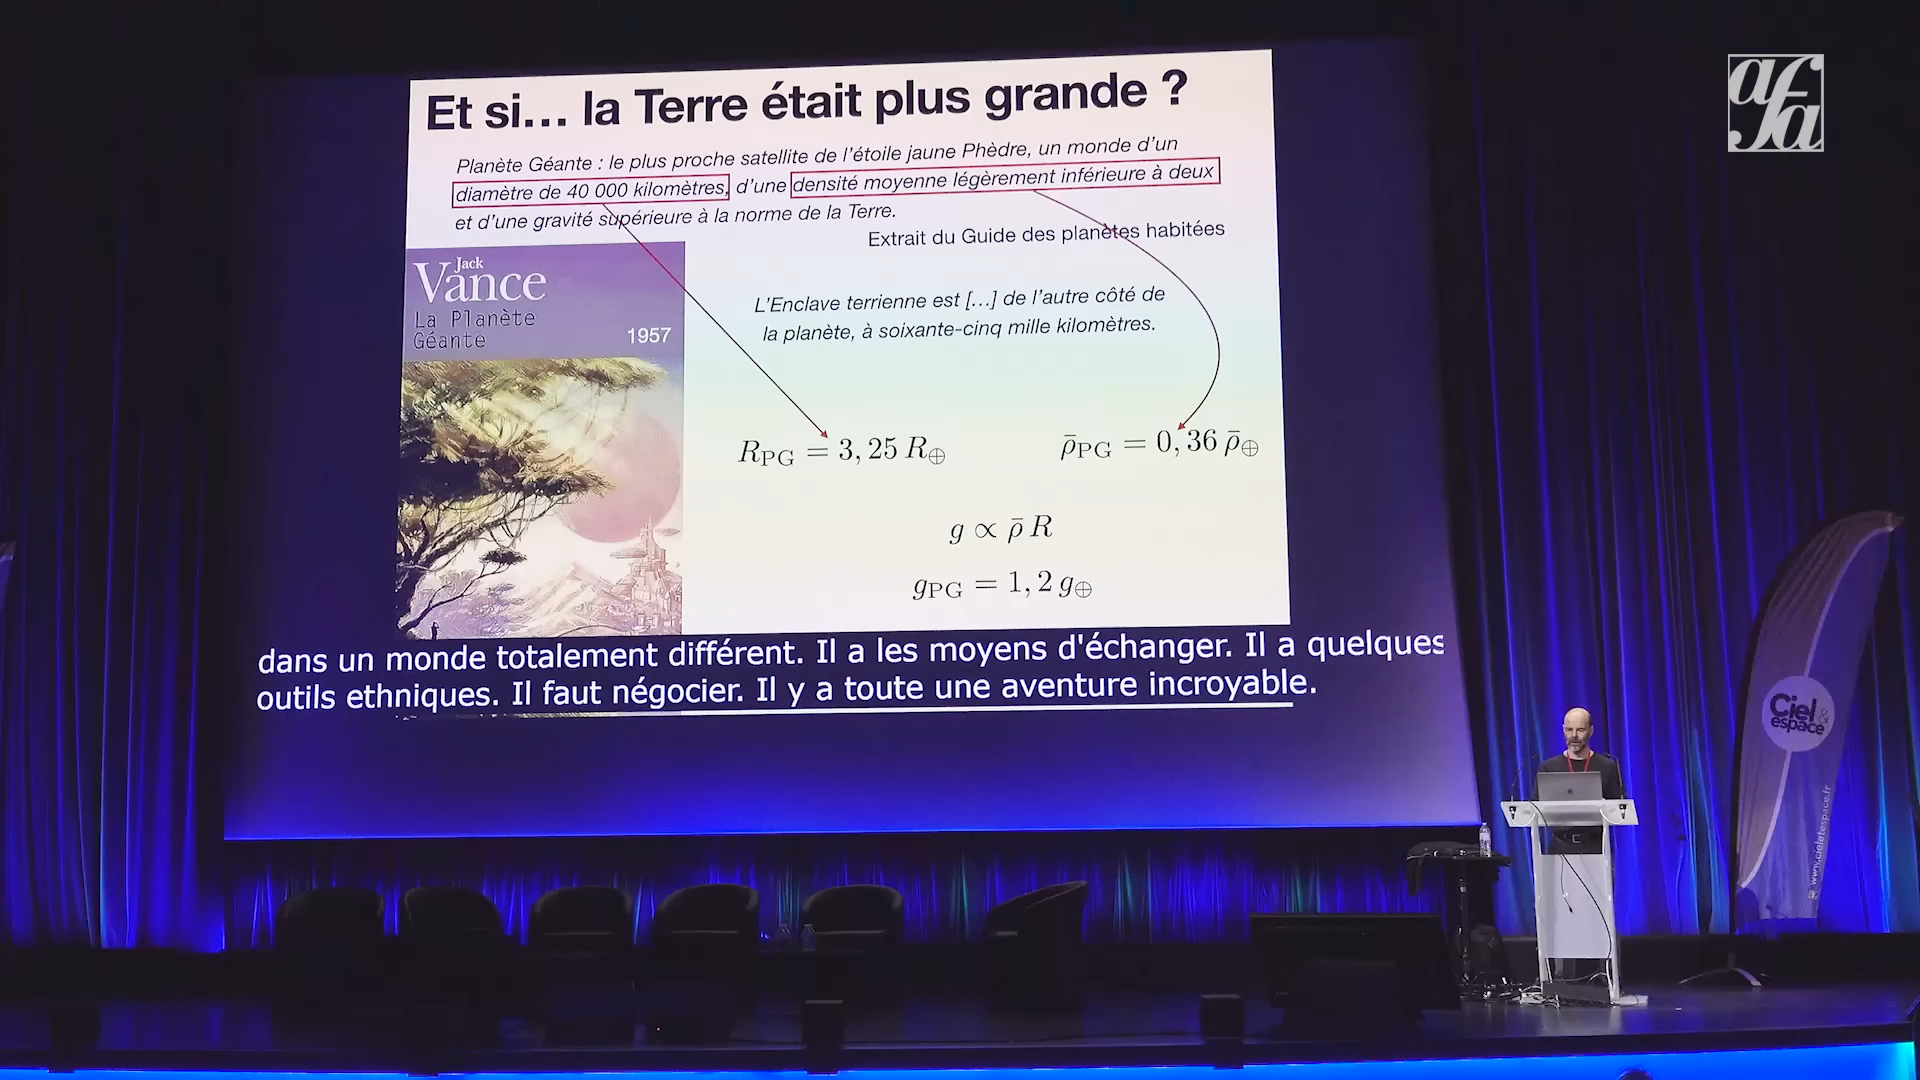 afa
Et si… la Terre était plus grande ?
Planète Géante : le plus proche satellite de l'étoile jaune Phèdre, un monde d'un
diamètre de 40 000 kilomètres, d'une densité moyenne légèrement inférieure à deux
et d'une gravité supérieure à la norme de la Terre.
Extrait du Guide des planètes habitées
Jack
Vance
La Planète
Géante
1957
L'Enclave terrienne est […] de l'autre côté de
la planète, à soixante-cinq mille kilomètres.
R_PG = 3,25 R_⊕
ρ̄_PG = 0,36 ρ̄_⊕
g ∝ ρ̄ R
g_PG = 1,2 g_⊕
dans un monde totalement différent. Il a les moyens d'échanger. Il a quelques
outils ethniques. Il faut négocier. Il y a toute une aventure incroyable.
Ciel &
espace
www.cieletespace.fr